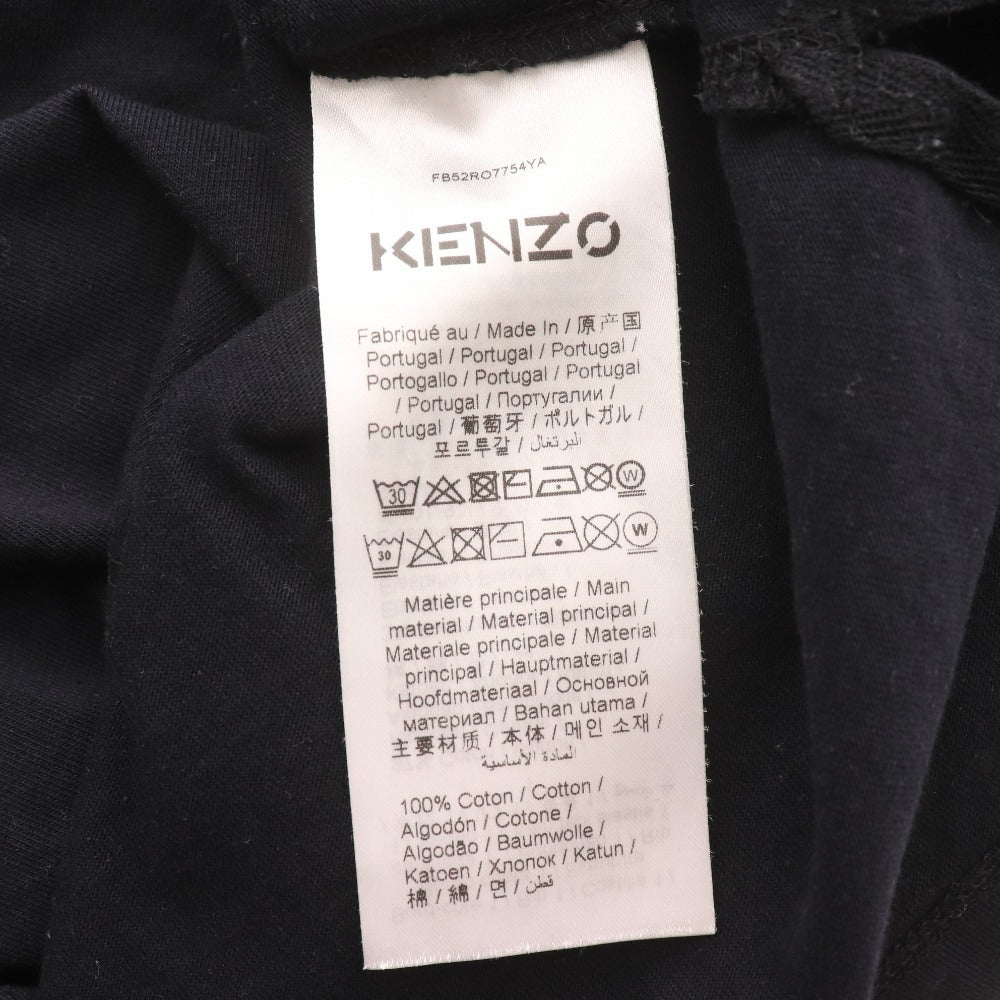 FB52RO7754YA
KENZO
Fabriqué au / Made In / 原产国
Portugal / Portugal / Portugal /
Portogallo / Portugal / Portugal
/ Portugal / Португалии /
Portugal / 葡萄牙 / ポルトガル /
포르투갈 / البرتغال
30 W
30 W
Matière principale / Main
material / Material principal /
Materiale principale / Material
principal / Hauptmaterial /
Hoofdmateriaal / Основной
материал / Bahan utama /
主要材质 / 本体 / 메인 소재 /
المادة الأساسية
100% Coton / Cotton /
Algodón / Cotone /
Algodão / Baumwolle /
Katoen / Хлопок / Katun /
棉 / 綿 / 면 / قطن